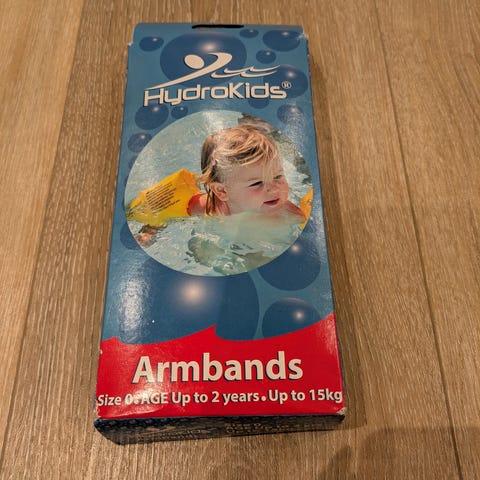 HydroKids®
Armbands
Size 0•AGE Up to 2 years•Up to 15kg